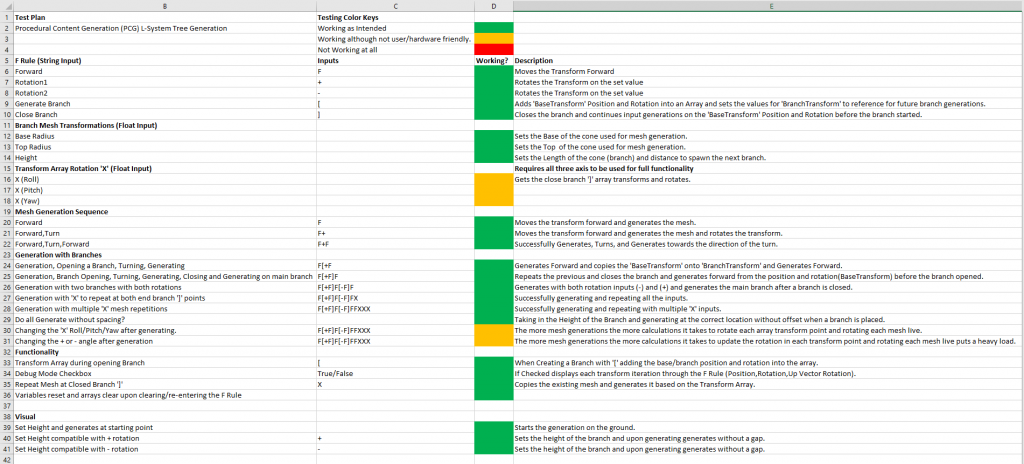 B C D E
1 Test Plan Testing Color Keys
2 Procedural Content Generation (PCG) L-System Tree Generation Working as Intended
3 Working although not user/hardware friendly.
4 Not Working at all
5 F Rule (String Input) Inputs Working? Description
6 Forward F Moves the Transform Forward
7 Rotation1 + Rotates the Transform on the set value
8 Rotation2 - Rotates the Transform on the set value
9 Generate Branch [ Adds 'BaseTransform' Position and Rotation into an Array and sets the values for 'BranchTransform' to reference for future branch generations.
10 Close Branch ] Closes the branch and continues input generations on the 'BaseTransform' Position and Rotation before the branch started.
11 Branch Mesh Transformations (Float Input)
12 Base Radius Sets the Base of the cone used for mesh generation.
13 Top Radius Sets the Top of the cone used for mesh generation.
14 Height Sets the Length of the cone (branch) and distance to spawn the next branch.
15 Transform Array Rotation 'X' (Float Input) Requires all three axis to be used for full functionality
16 X (Roll) Gets the close branch ']' array transforms and rotates.
17 X (Pitch)
18 X (Yaw)
19 Mesh Generation Sequence
20 Forward F Moves the transform forward and generates the mesh.
21 Forward,Turn F+ Moves the transform forward and generates the mesh and rotates the transform.
22 Forward,Turn,Forward F+F Successfully Generates, Turns, and Generates towards the direction of the turn.
23 Generation with Branches
24 Generation, Opening a Branch, Turning, Generating F[+F Generates Forward and copies the 'BaseTransform' onto 'BranchTransform' and Generates Forward.
25 Generation, Branch Opening, Turning, Generating, Closing and Generating on main branch F[+F]F Repeats the previous and closes the branch and generates forward from the position and rotation(BaseTransform) before the branch opened.
26 Generation with two branches with both rotations F[+F]F[-F]F Generates with both rotation inputs (-) and (+) and generates the main branch after a branch is closed.
27 Generation with 'X' to repeat at both end branch ']' points F[+F]F[-F]FX Successfully generating and repeating all the inputs.
28 Generation with multiple 'X' mesh repetitions F[+F]F[-F]FFXXX Successfully generating and repeating with multiple 'X' inputs.
29 Do all Generate without spacing? Taking in the Height of the Branch and generating at the correct location without offset when a branch is placed.
30 Changing the 'X' Roll/Pitch/Yaw after generating. F[+F]F[-F]FFXXX The more mesh generations the more calculations it takes to rotate each array transform point and rotating each mesh live.
31 Changing the + or - angle after generation F[+F]F[-F]FFXXX The more mesh generations the more calculations it takes to update the rotation in each transform point and rotating each mesh live puts a heavy load.
32 Functionality
33 Transform Array during opening Branch [ When Creating a Branch with '[' adding the base/branch position and rotation into the array.
34 Debug Mode Checkbox True/False If Checked displays each transform iteration through the F Rule (Position,Rotation,Up Vector Rotation).
35 Repeat Mesh at Closed Branch ']' X Copies the existing mesh and generates it based on the Transform Array.
36 Variables reset and arrays clear upon clearing/re-entering the F Rule
37
38 Visual
39 Set Height and generates at starting point Starts the generation on the ground.
40 Set Height compatible with + rotation + Sets the height of the branch and upon generating generates without a gap.
41 Set Height compatible with - rotation - Sets the height of the branch and upon generating generates without a gap.
42